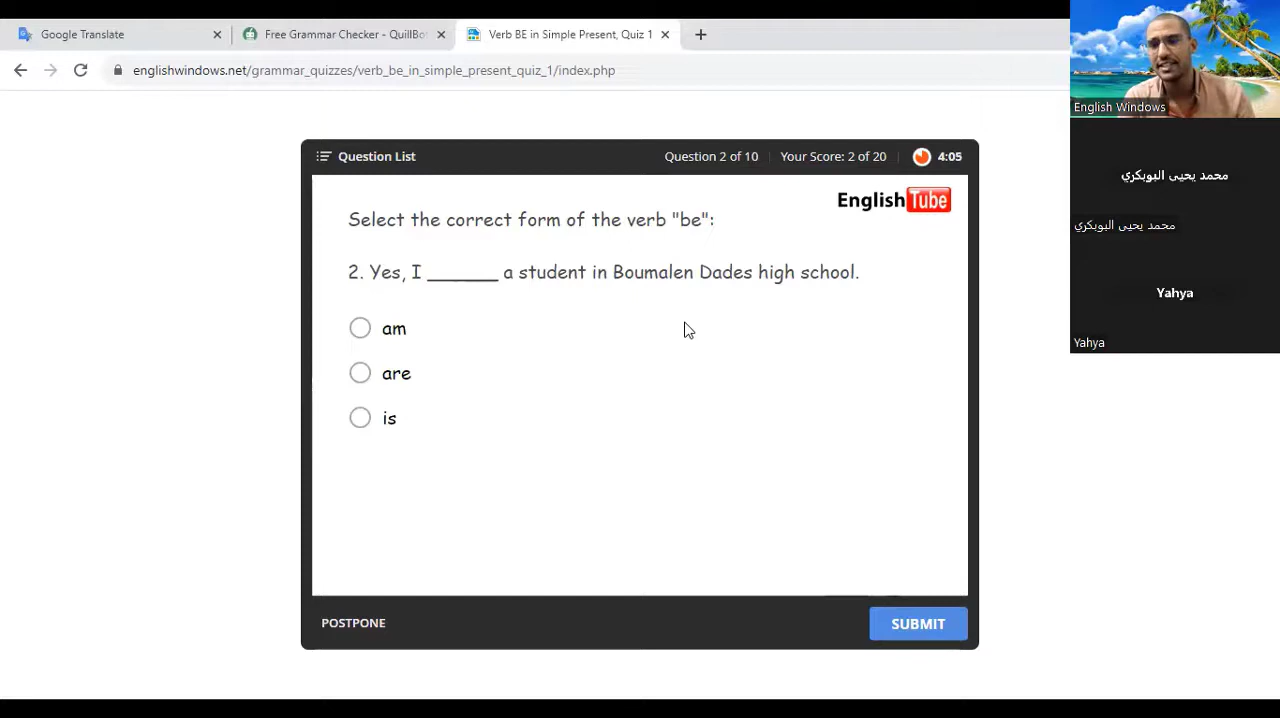 Google Translate
Free Grammar Checker - QuillBot
Verb BE in Simple Present, Quiz 1
englishwindows.net/grammar_quizzes/verb_be_in_simple_present_quiz_1/index.php
English Windows
محمد يحيى البوبكري
محمد يحيى البوبكري
Yahya
Yahya
Question List
Question 2 of 10
Your Score: 2 of 20
4:05
English Tube
Select the correct form of the verb "be":
2. Yes, I ______ a student in Boumalen Dades high school.
am
are
is
POSTPONE
SUBMIT